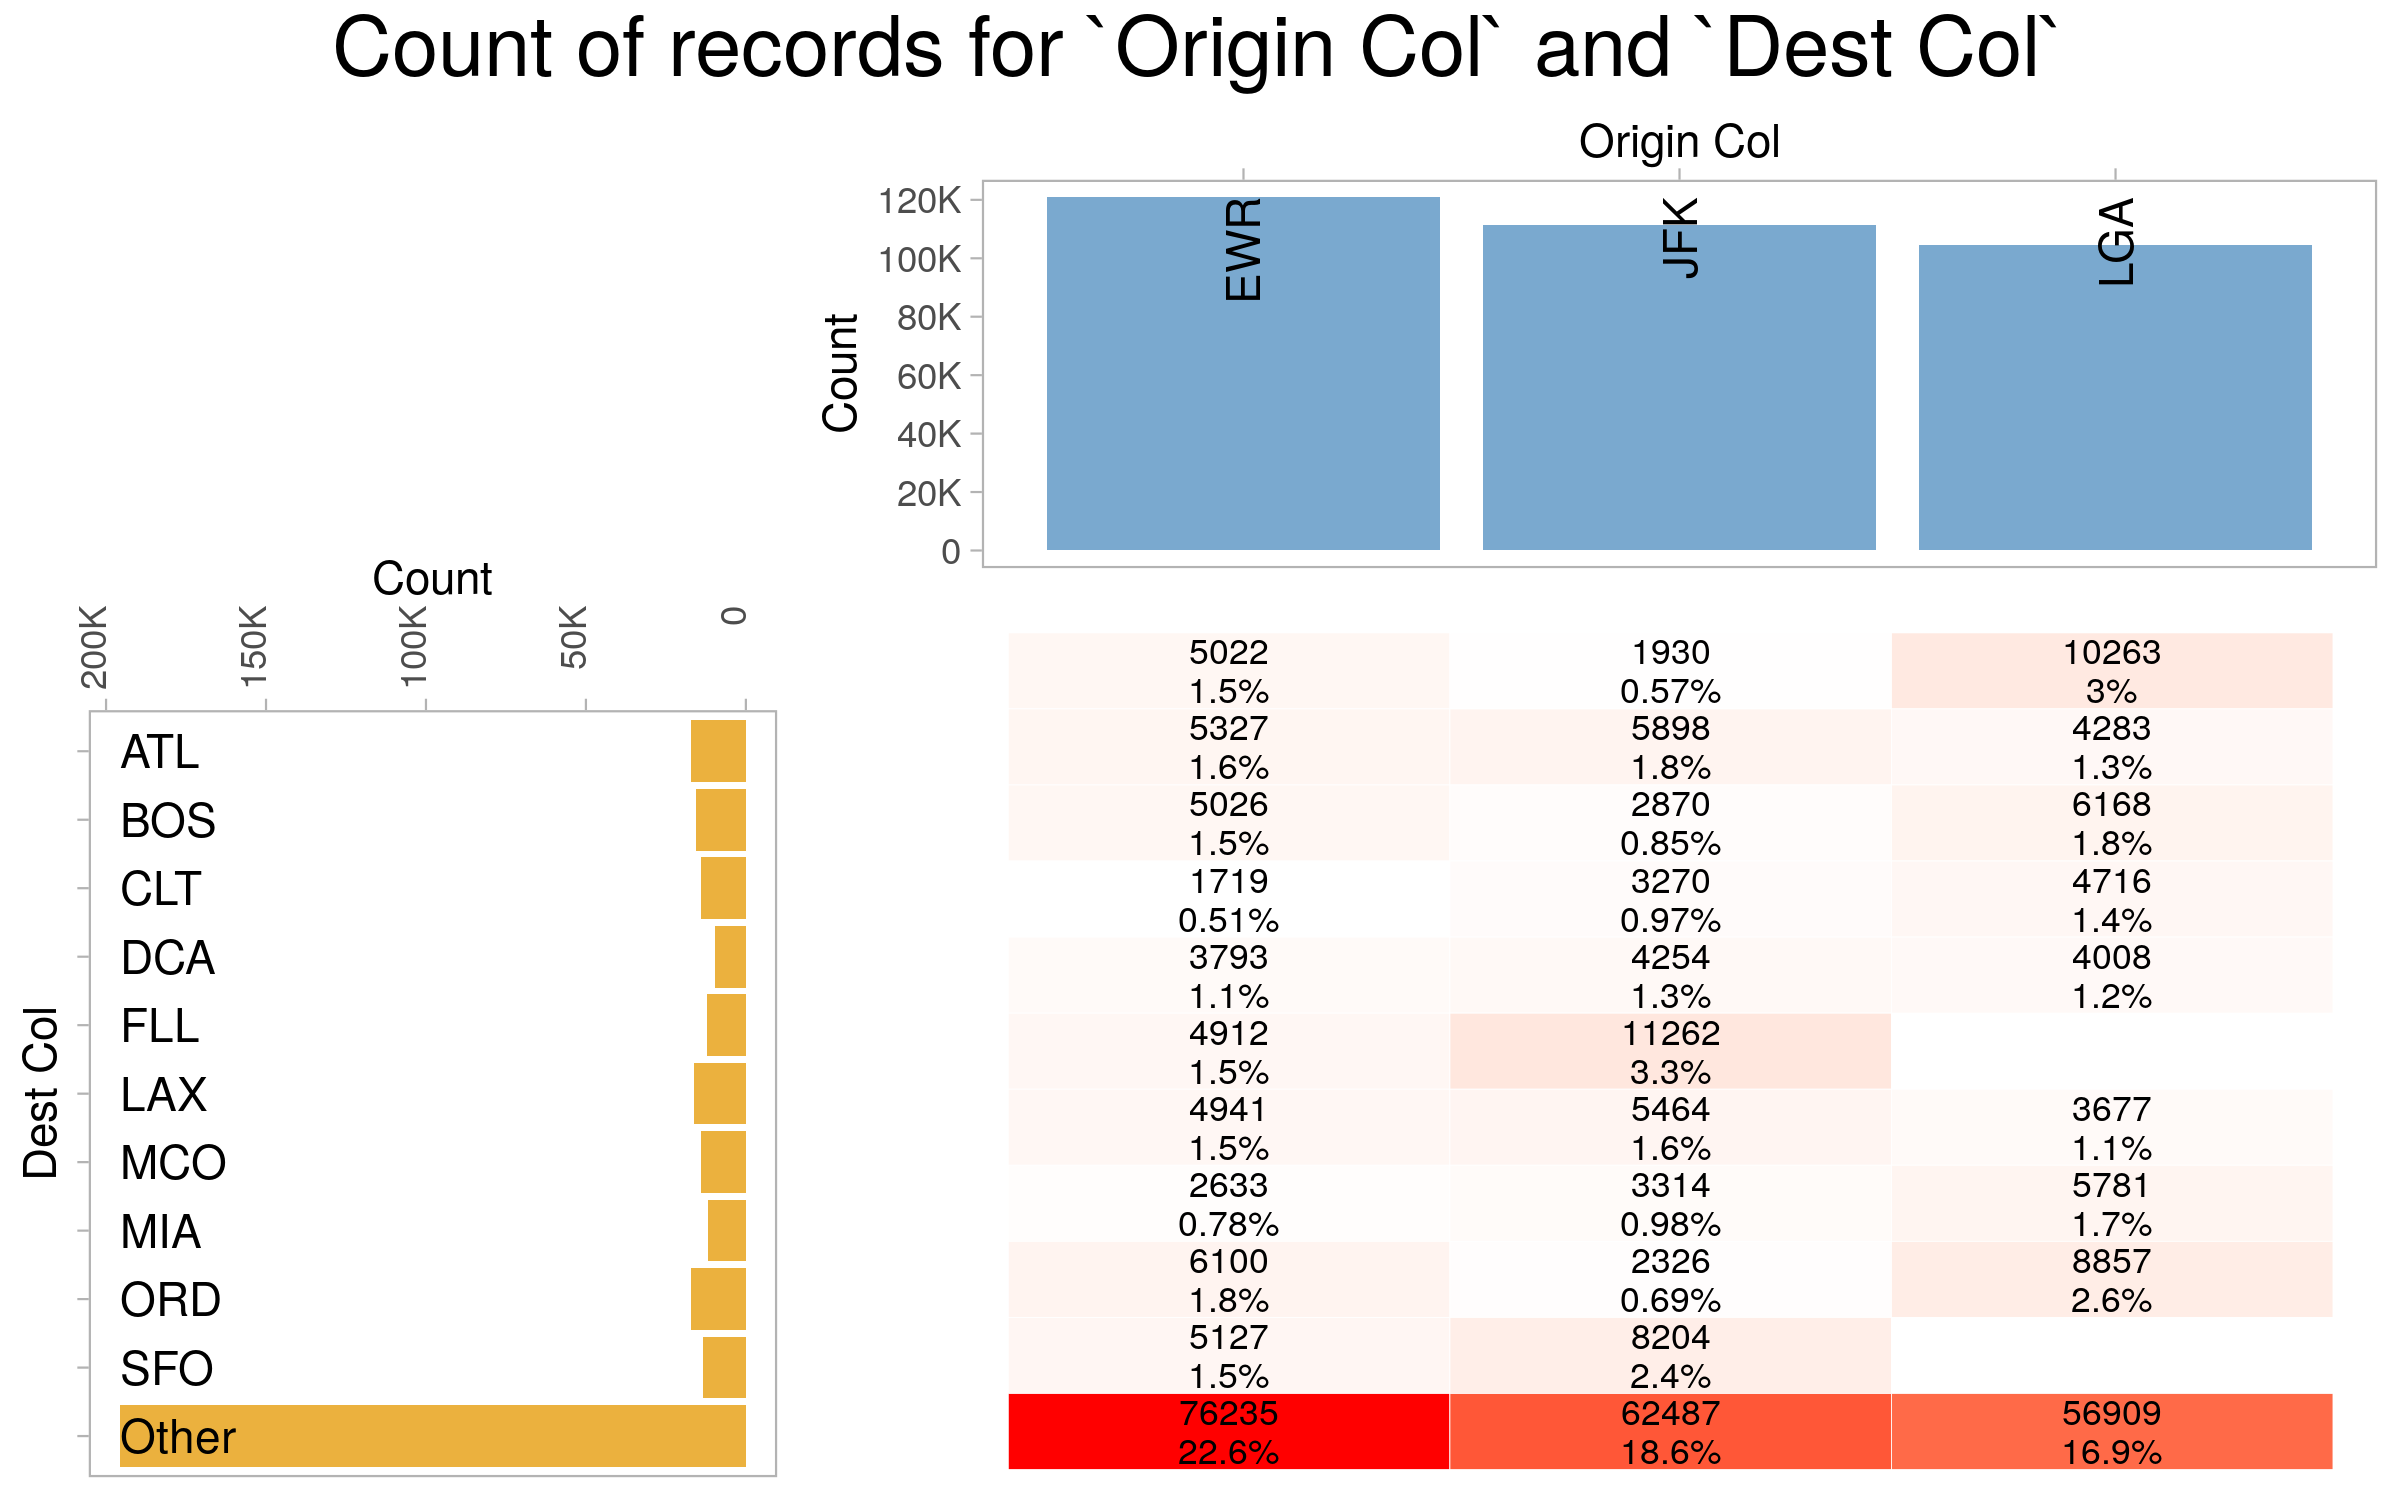 Count of records for `Origin Col` and `Dest Col`
Origin Col
120K
100K
80K
60K
40K
20K
0
Count
EWR
JFK
LGA
Count
200K
150K
100K
50K
0
Dest Col
ATL
BOS
CLT
DCA
FLL
LAX
MCO
MIA
ORD
SFO
Other
5022 1930 10263
1.5% 0.57% 3%
5327 5898 4283
1.6% 1.8% 1.3%
5026 2870 6168
1.5% 0.85% 1.8%
1719 3270 4716
0.51% 0.97% 1.4%
3793 4254 4008
1.1% 1.3% 1.2%
4912 11262
1.5% 3.3%
4941 5464 3677
1.5% 1.6% 1.1%
2633 3314 5781
0.78% 0.98% 1.7%
6100 2326 8857
1.8% 0.69% 2.6%
5127 8204
1.5% 2.4%
76235 62487 56909
22.6% 18.6% 16.9%